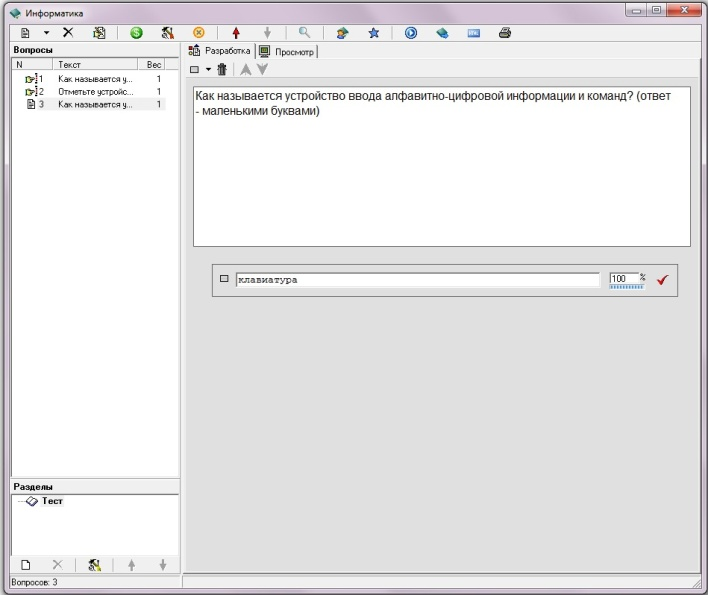 Информатика
Вопросы
Разработка
Просмотр
N Текст Вес
1 Как называется у... 1
2 Отметьте устройс... 1
3 Как называется у... 1
Как называется устройство ввода алфавитно-цифровой информации и команд? (ответ
- маленькими буквами)
клавиатура
100 %
Разделы
Тест
Вопросов: 3